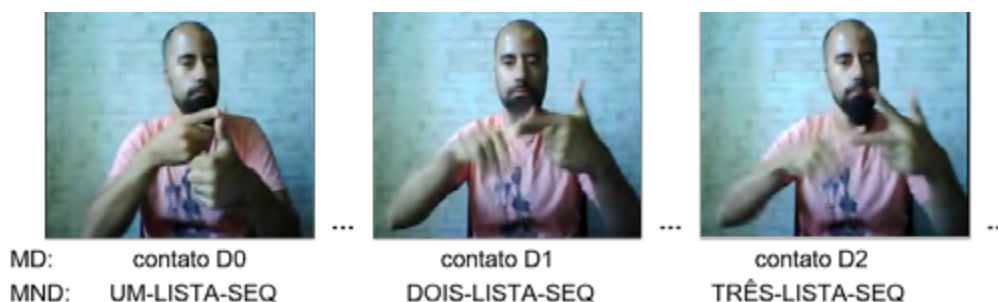 ... ... ..
MD: contato D0 contato D1 contato D2
MND: UM-LISTA-SEQ DOIS-LISTA-SEQ TRÊS-LISTA-SEQ